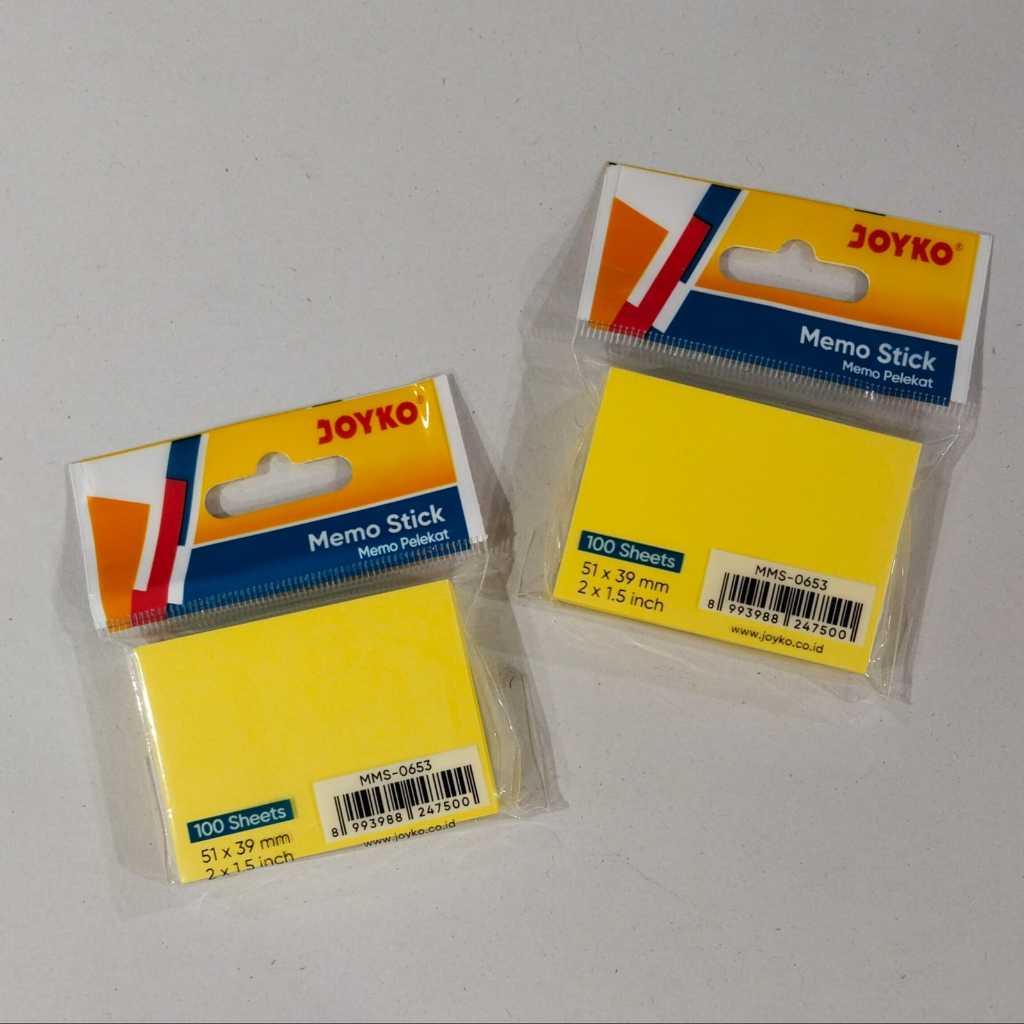 JOYKO®
Memo Stick
Memo Pelekat
100 Sheets
51 x 39 mm
2 x 1.5 inch
MMS-0653
8 993988 247500
www.joyko.co.id
JOYKO®
Memo Stick
Memo Pelekat
100 Sheets
51 x 39 mm
2 x 1.5 inch
MMS-0653
8 993988 247500
www.joyko.co.id